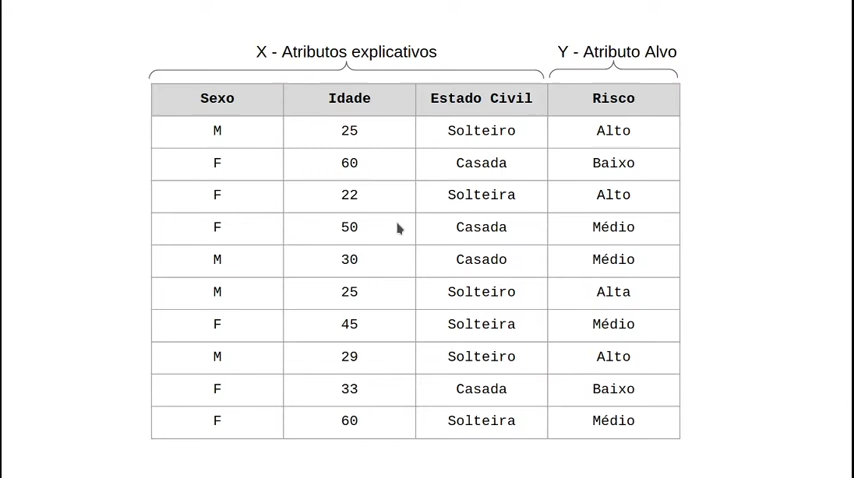 X - Atributos explicativos Y - Atributo Alvo
Sexo Idade Estado Civil Risco
M 25 Solteiro Alto
F 60 Casada Baixo
F 22 Solteira Alto
F 50 Casada Médio
M 30 Casado Médio
M 25 Solteiro Alta
F 45 Solteira Médio
M 29 Solteiro Alto
F 33 Casada Baixo
F 60 Solteira Médio